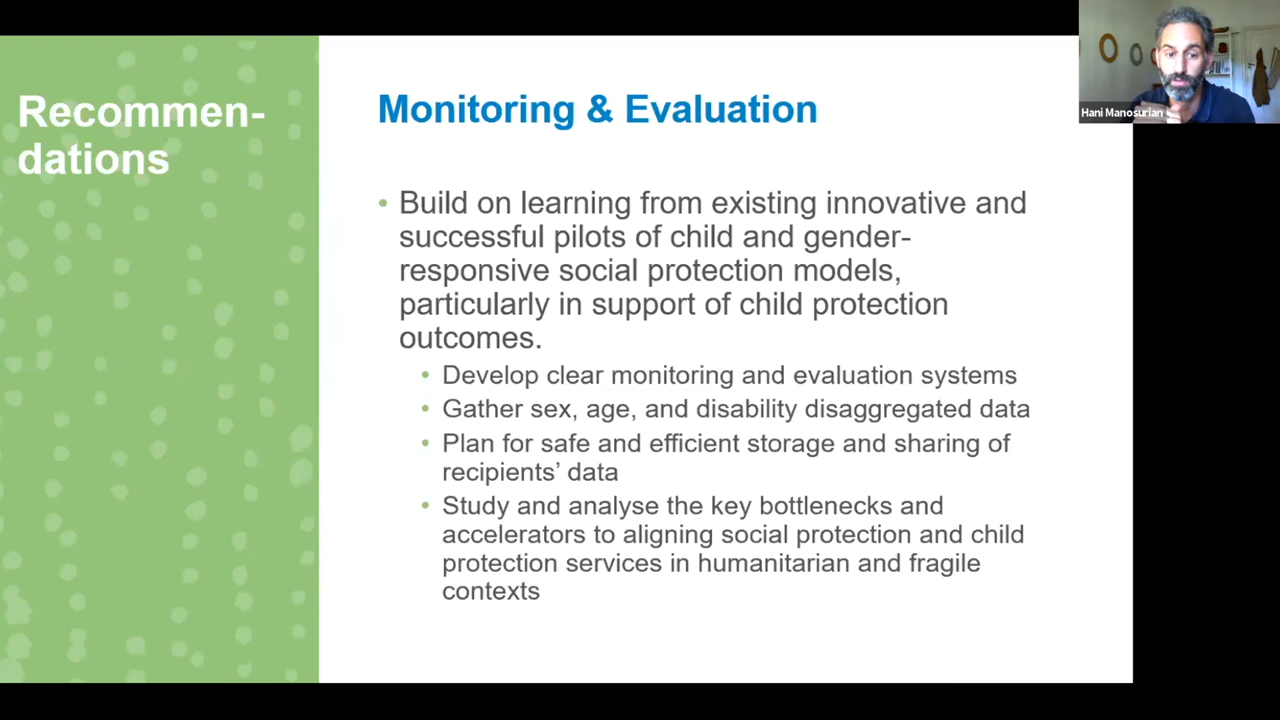 Recommen-
dations
Monitoring & Evaluation
• Build on learning from existing innovative and
successful pilots of child and gender-
responsive social protection models,
particularly in support of child protection
outcomes.
• Develop clear monitoring and evaluation systems
• Gather sex, age, and disability disaggregated data
• Plan for safe and efficient storage and sharing of
recipients’ data
• Study and analyse the key bottlenecks and
accelerators to aligning social protection and child
protection services in humanitarian and fragile
contexts
Hani Manosurian